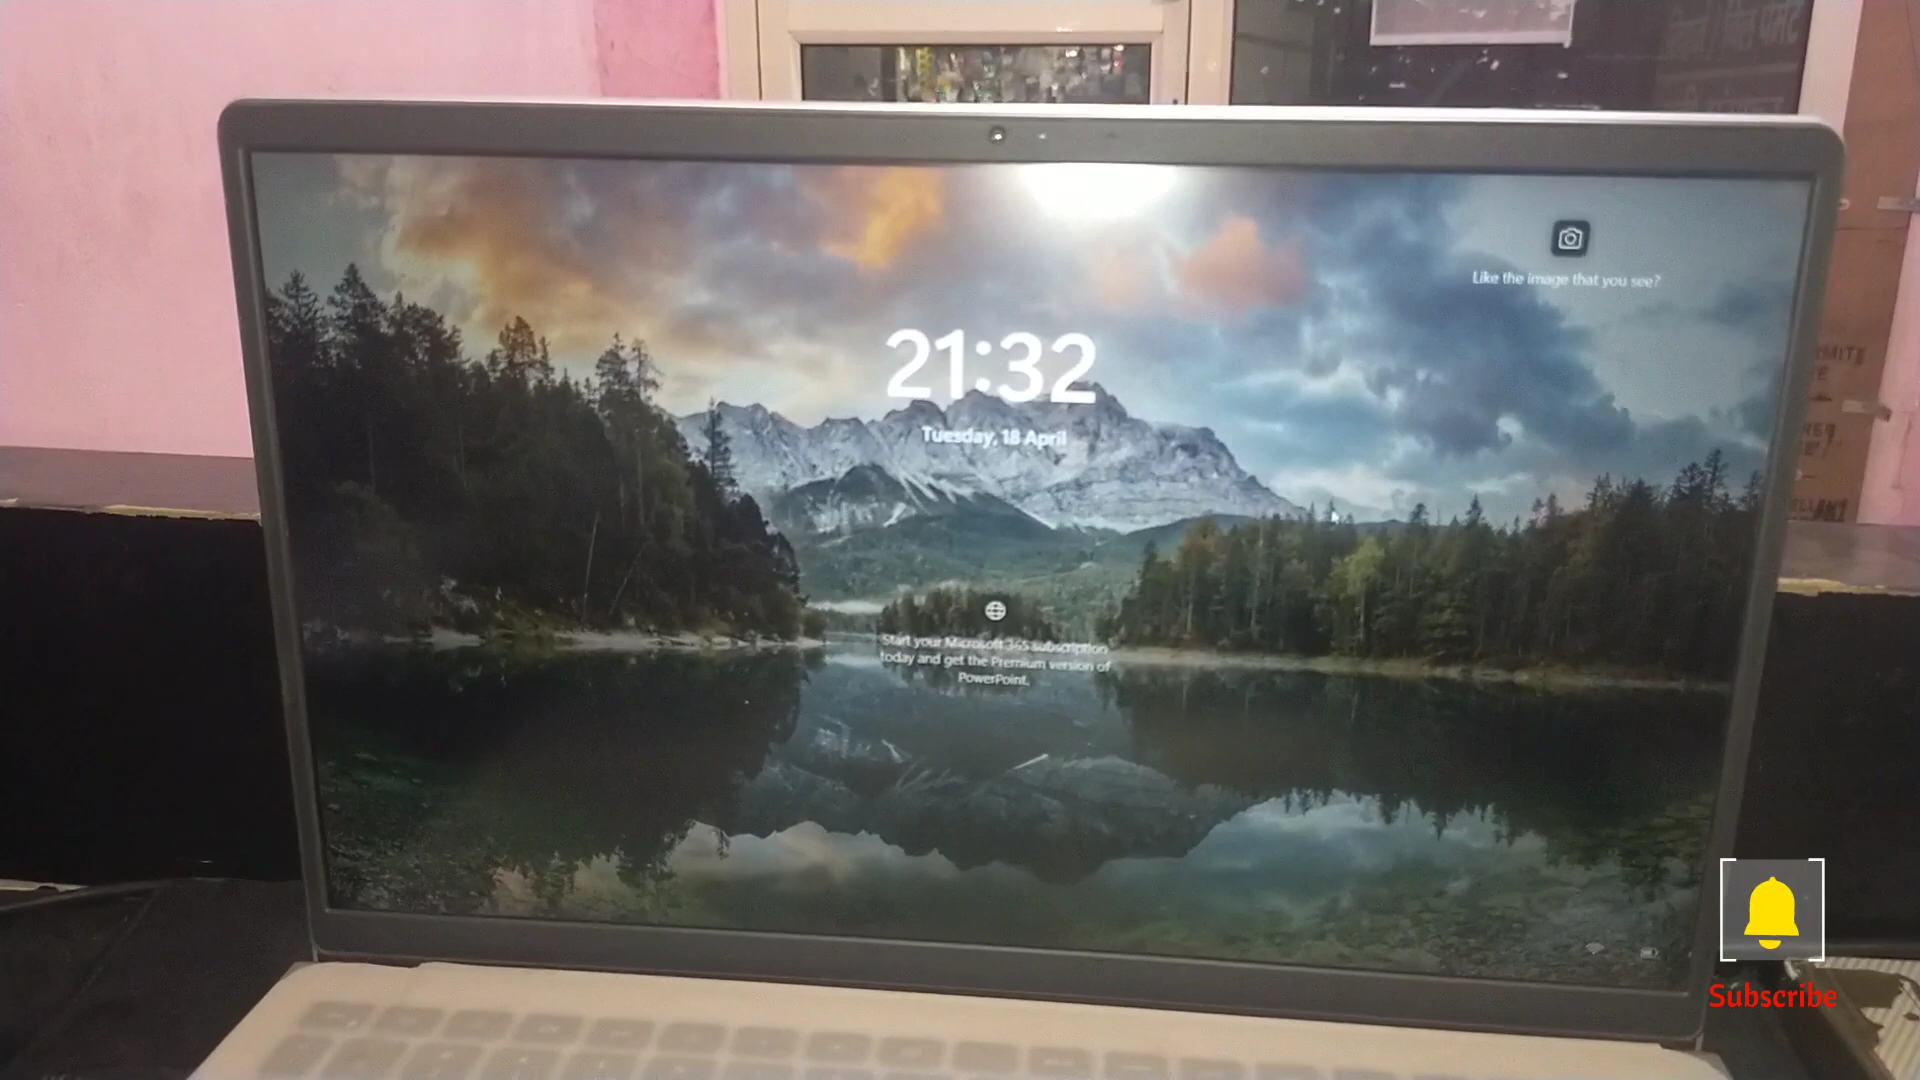 Like the image that you see?
21:32
Tuesday, 18 April
Start your Microsoft 365 subscription
today and get the Premium version of
PowerPoint.
Subscribe